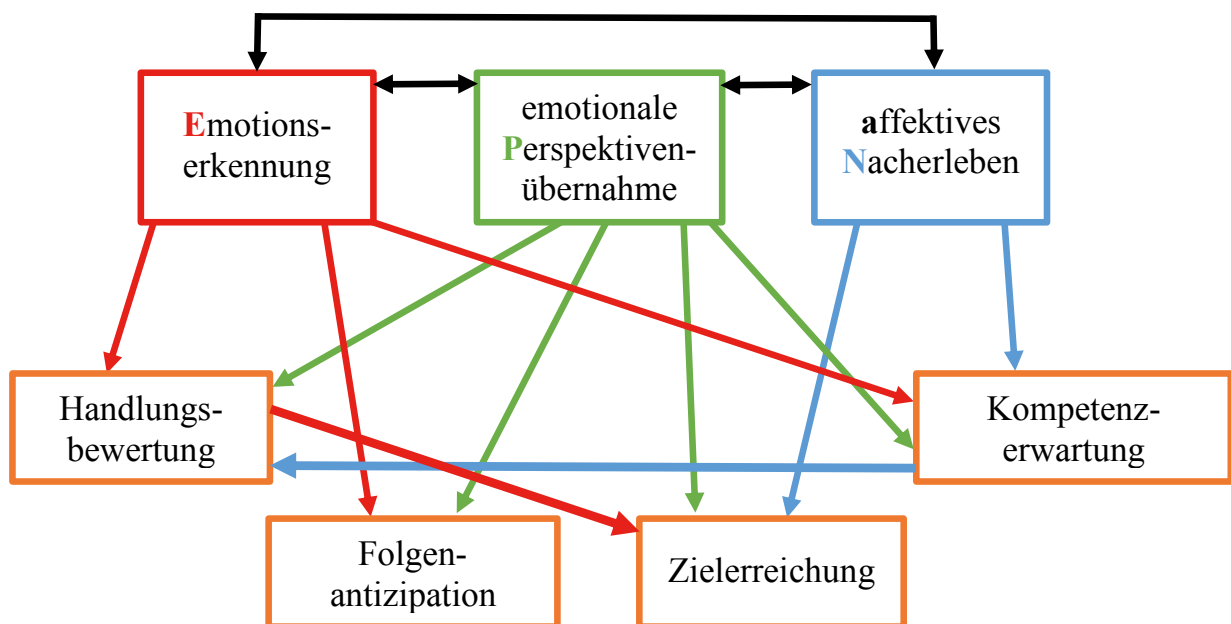 Emotions-
erkennung
emotionale
Perspektiven-
übernahme
affektives
Nacherleben
Handlungs-
bewertung
Kompetenz-
erwartung
Folgen-
antizipation
Zielerreichung